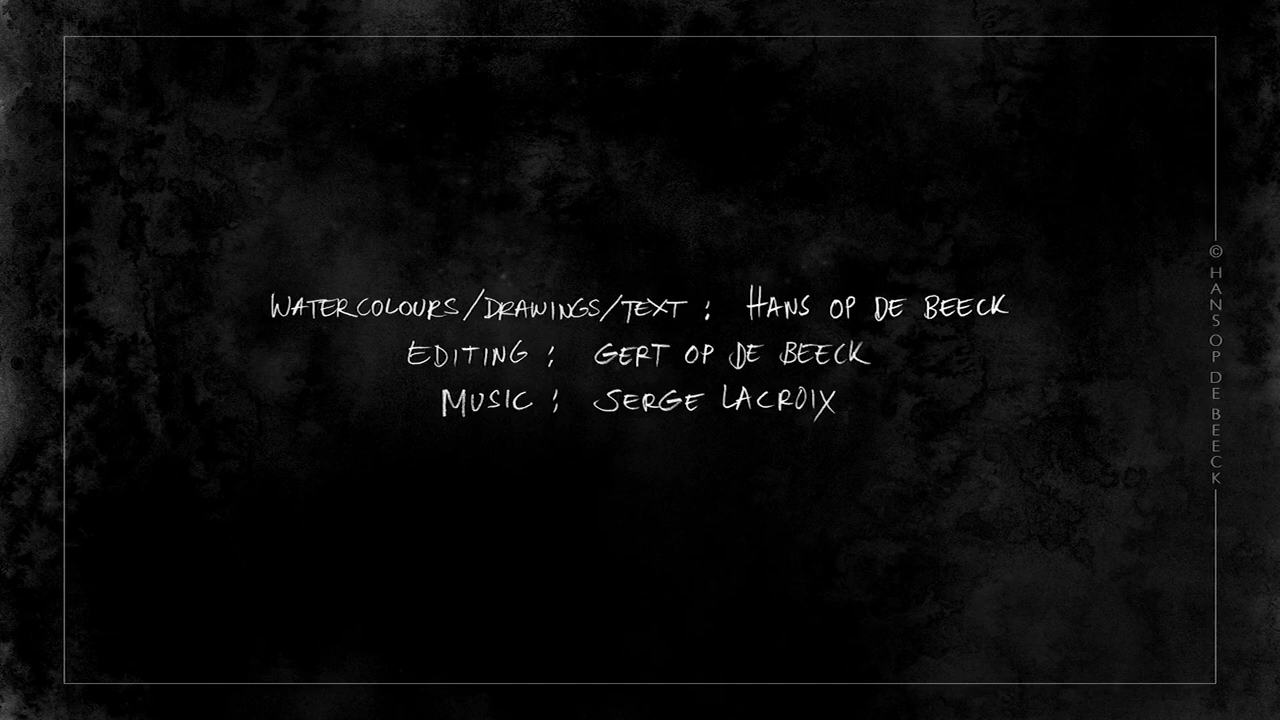 WATERCOLOURS/DRAWINGS/TEXT : HANS OP DE BEECK
EDITING : GERT OP DE BEECK
MUSIC : SERGE LACROIX
© HANS OP DE BEECK